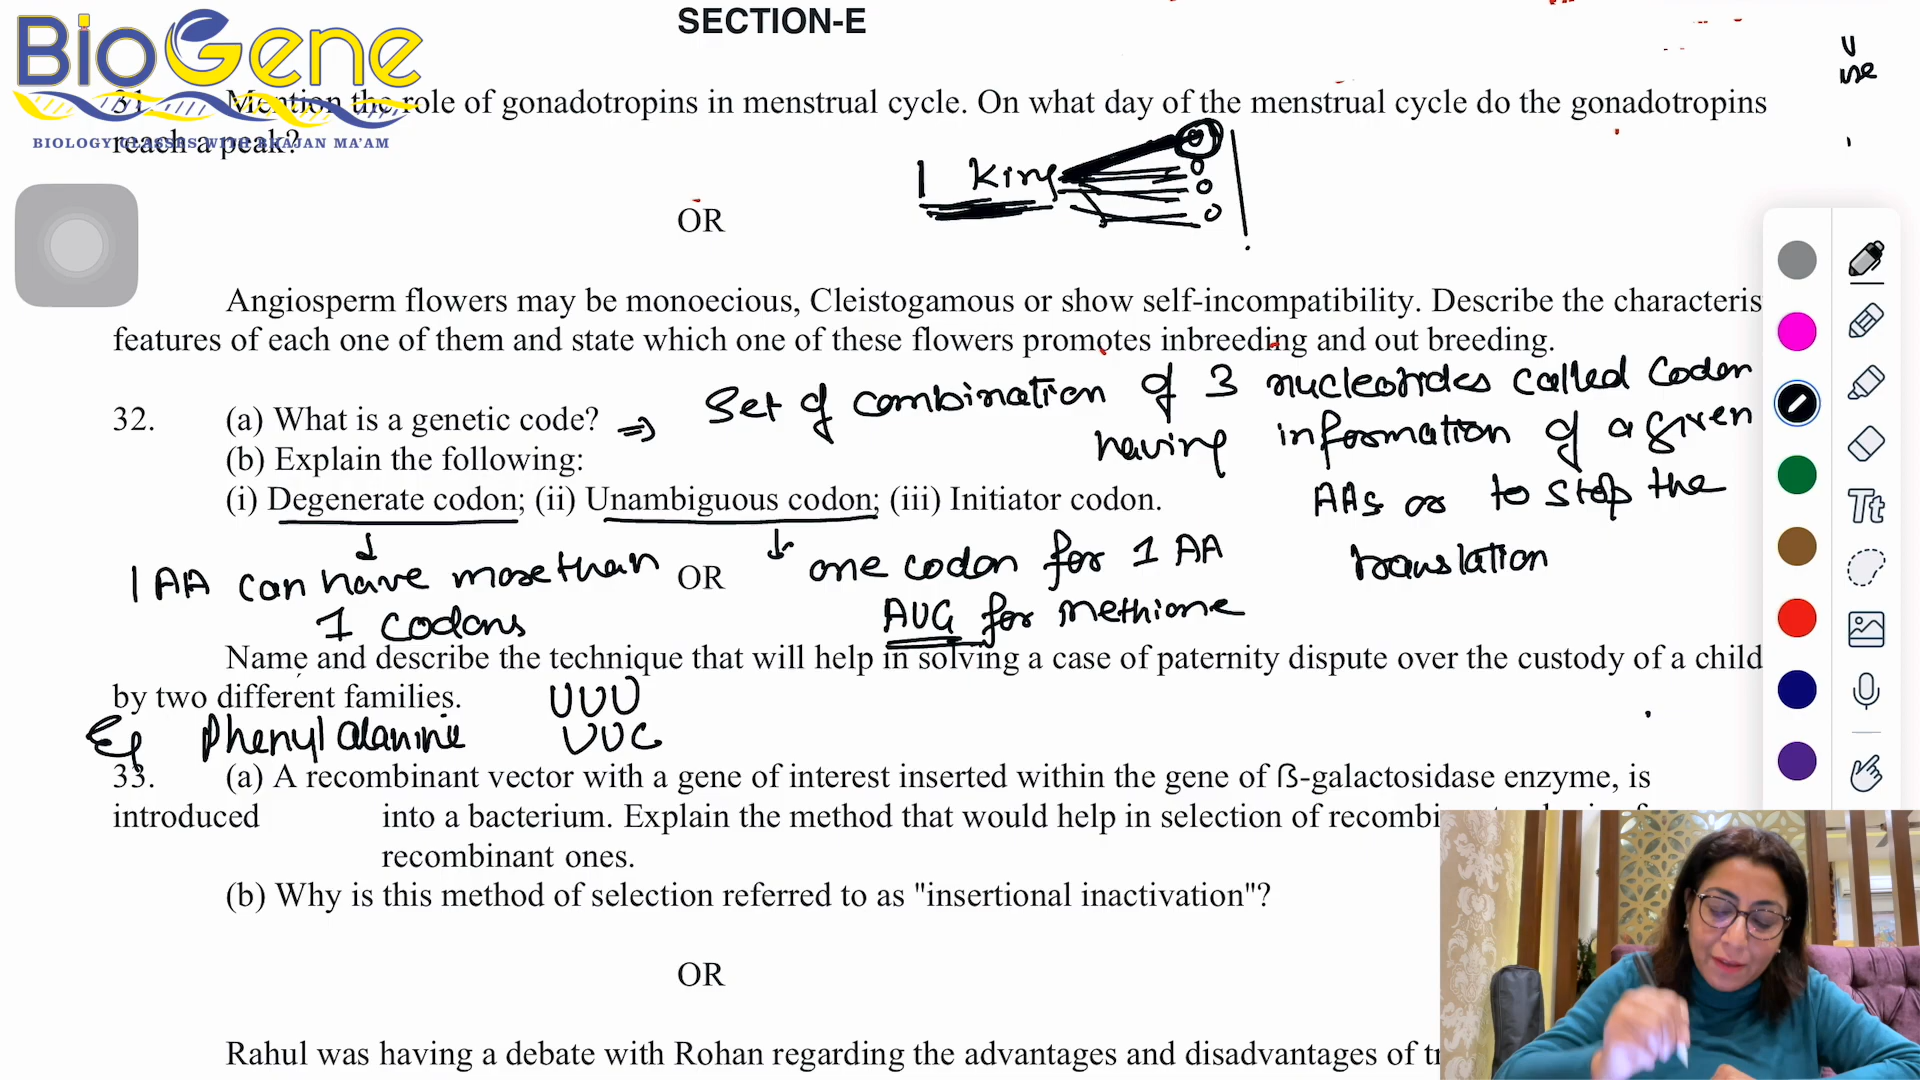 SECTION-E
BioGene
BIOLOGY CLASSES WITH BHAJAN MA'AM
31. Mention the role of gonadotropins in menstrual cycle. On what day of the menstrual cycle do the gonadotropins
reach a peak?
1 King
OR
Angiosperm flowers may be monoecious, Cleistogamous or show self-incompatibility. Describe the characteris
features of each one of them and state which one of these flowers promotes inbreeding and out breeding.
32. (a) What is a genetic code? ⇒ Set of combination of 3 nucleotides called codon
having information of a given
(b) Explain the following:
(i) Degenerate codon; (ii) Unambiguous codon; (iii) Initiator codon.
AAs or to stop the
translation
1 AA can have more than
1 codons
OR
one codon for 1 AA
AUG for methione
Name and describe the technique that will help in solving a case of paternity dispute over the custody of a child
by two different families.
UUU
Eg Phenylalanine UUC
33. (a) A recombinant vector with a gene of interest inserted within the gene of ß-galactosidase enzyme, is
introduced into a bacterium. Explain the method that would help in selection of recombi
recombinant ones.
(b) Why is this method of selection referred to as "insertional inactivation"?
OR
Rahul was having a debate with Rohan regarding the advantages and disadvantages of tr
Tt